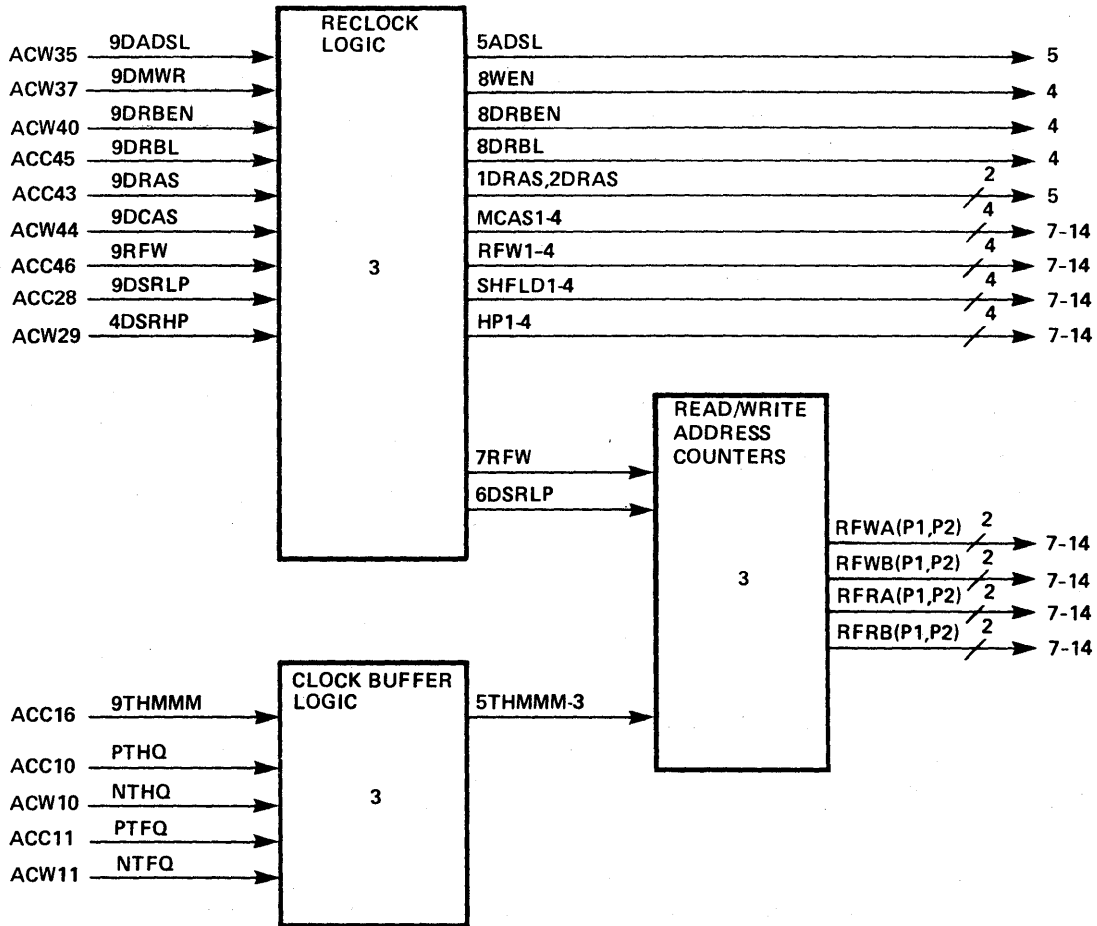 RECLOCK
LOGIC
ACW35 9DADSL 5ADSL 5
ACW37 9DMWR 8WEN 4
ACW40 9DRBEN 8DRBEN 4
ACC45 9DRBL 8DRBL 4
ACC43 9DRAS 1DRAS,2DRAS 2 5
ACW44 9DCAS MCAS1-4 4 7-14
ACC46 9RFW 3 RFW1-4 4 7-14
ACC28 9DSRLP SHFLD1-4 4 7-14
ACW29 4DSRHP HP1-4 4 7-14
READ/WRITE
ADDRESS
COUNTERS
7RFW
6DSRLP
RFWA(P1,P2) 2 7-14
3 RFWB(P1,P2) 2 7-14
RFRA(P1,P2) 2 7-14
RFRB(P1,P2) 2 7-14
CLOCK BUFFER
LOGIC
ACC16 9THMMM 5THMMM-3
ACC10 PTHQ
ACW10 NTHQ 3
ACC11 PTFQ
ACW11 NTFQ